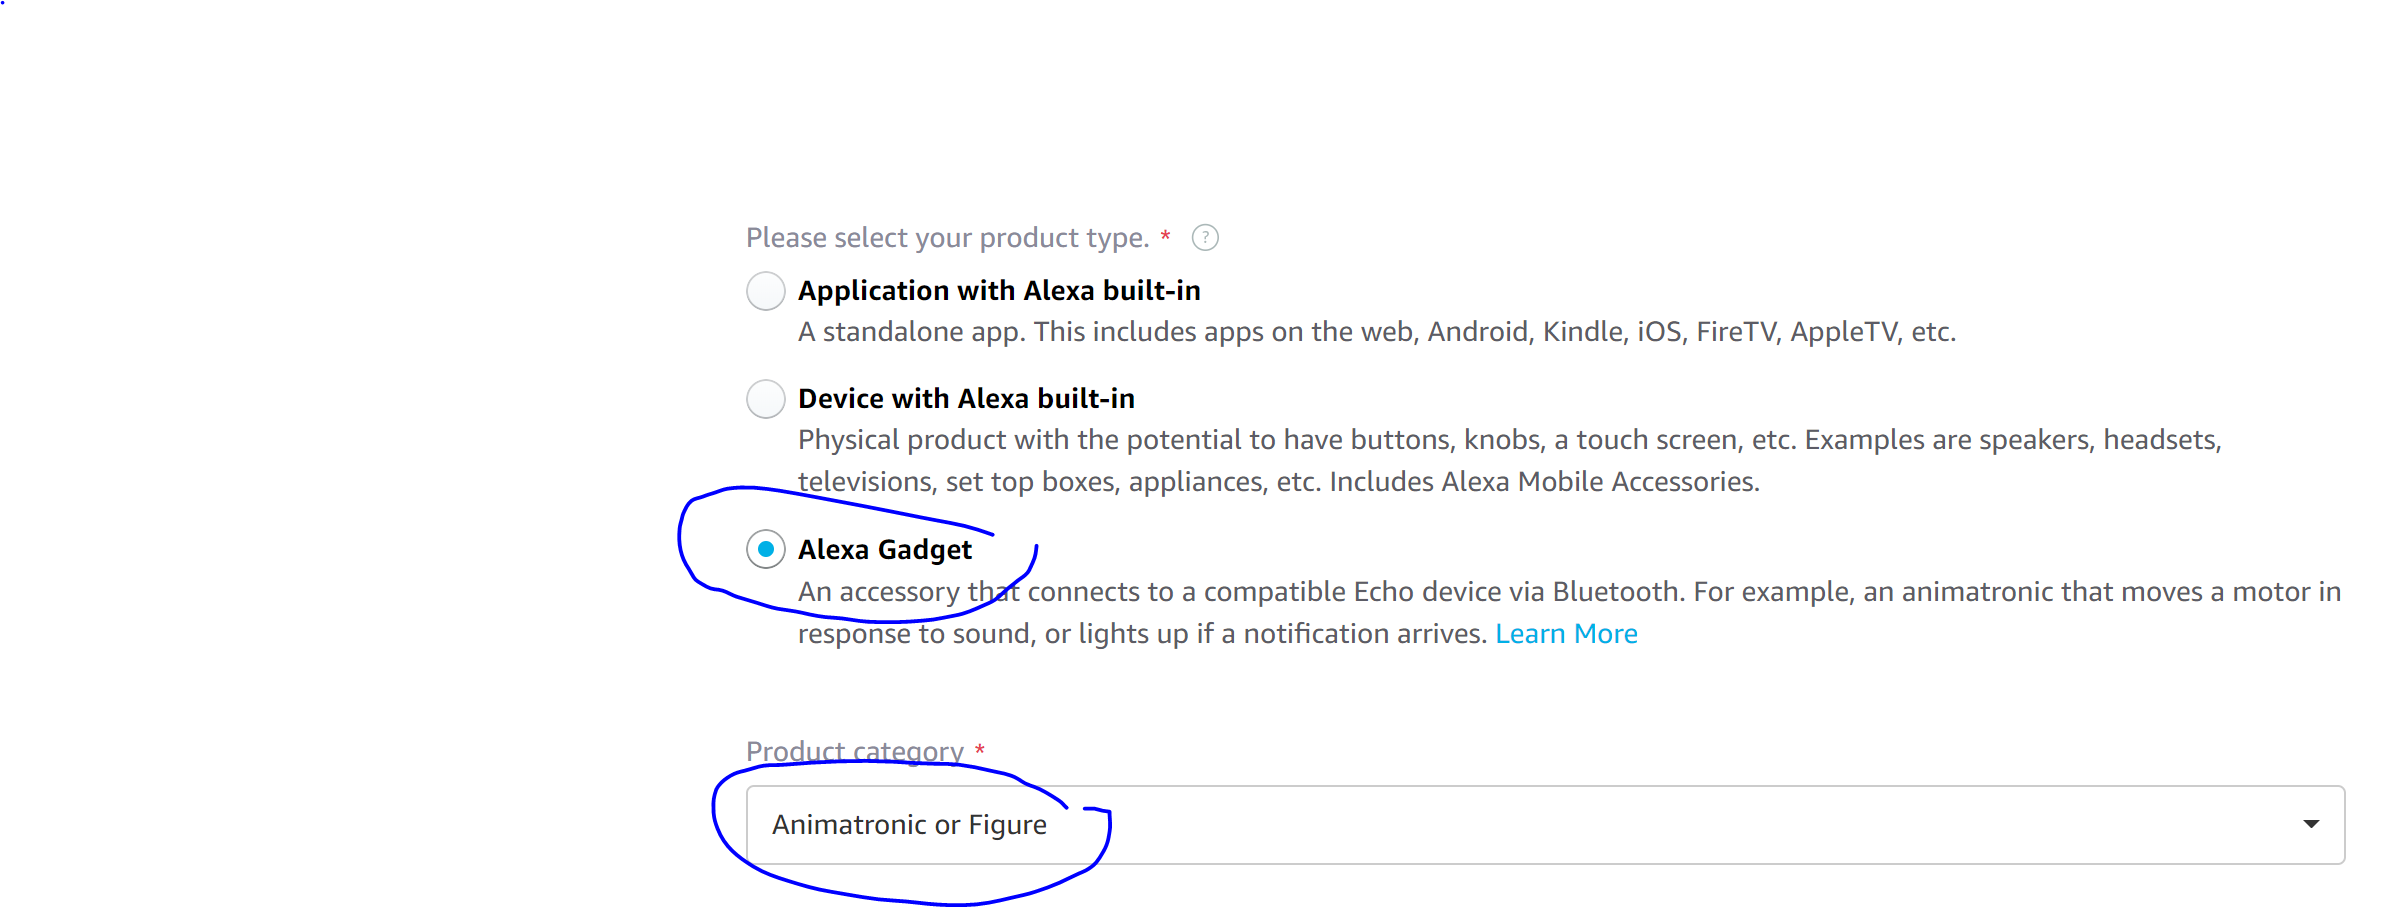 Please select your product type. * ?
Application with Alexa built-in
A standalone app. This includes apps on the web, Android, Kindle, iOS, FireTV, AppleTV, etc.
Device with Alexa built-in
Physical product with the potential to have buttons, knobs, a touch screen, etc. Examples are speakers, headsets,
televisions, set top boxes, appliances, etc. Includes Alexa Mobile Accessories.
Alexa Gadget
An accessory that connects to a compatible Echo device via Bluetooth. For example, an animatronic that moves a motor in
response to sound, or lights up if a notification arrives. Learn More
Product category *
Animatronic or Figure